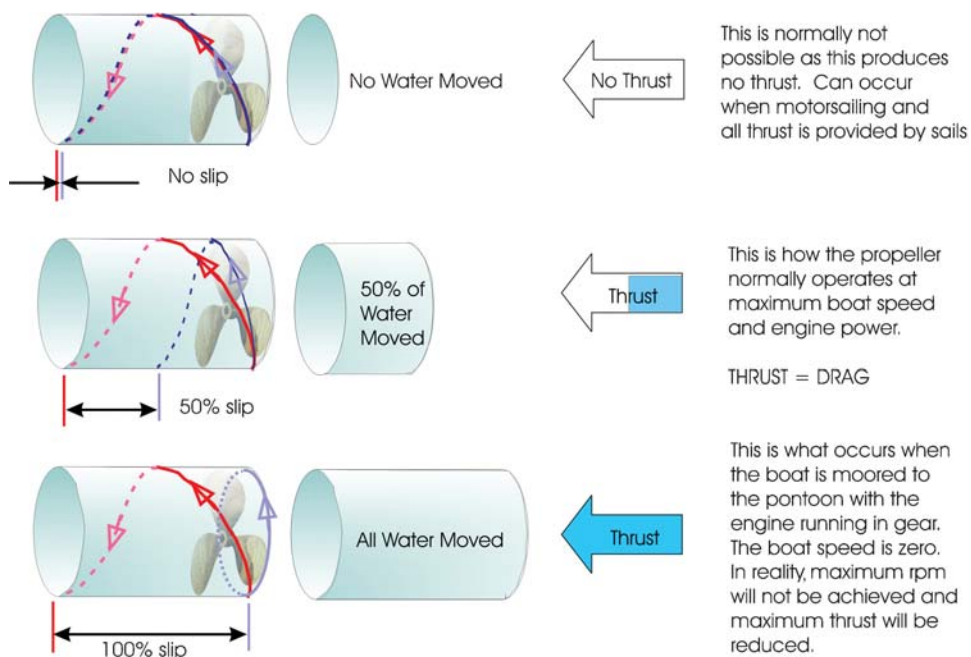 No Water Moved
No Thrust
This is normally not
possible as this produces
no thrust. Can occur
when motorsailing and
all thrust is provided by sails
No slip
50% of
Water
Moved
Thrust
This is how the propeller
normally operates at
maximum boat speed
and engine power.
THRUST = DRAG
50% slip
All Water Moved
Thrust
This is what occurs when
the boat is moored to
the pontoon with the
engine running in gear.
The boat speed is zero.
In reality, maximum rpm
will not be achieved and
maximum thrust will be
reduced.
100% slip